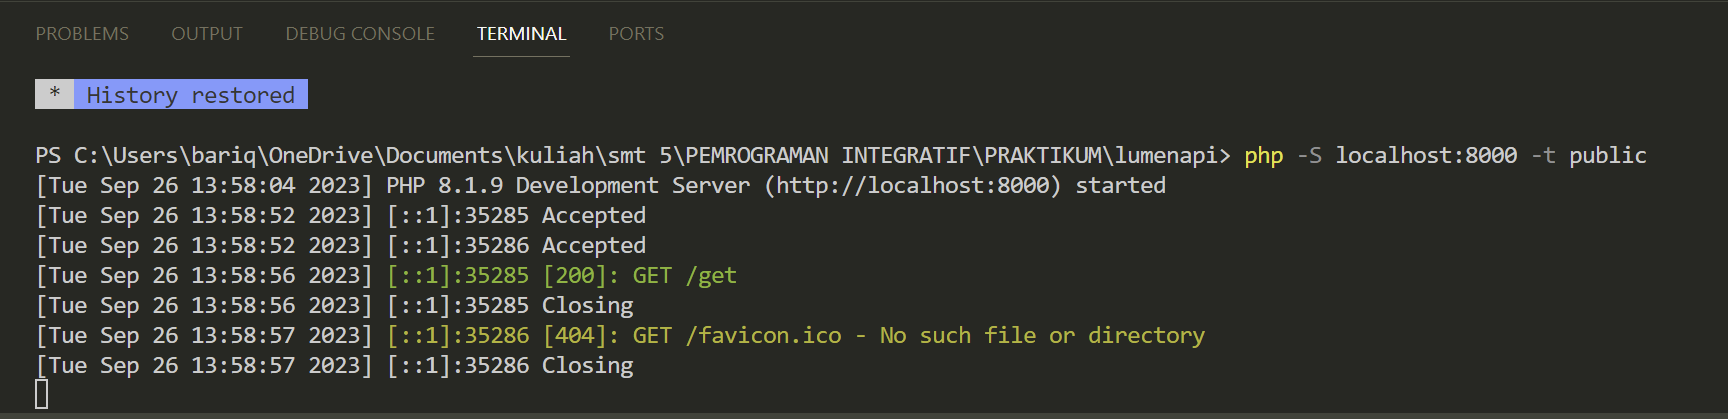 PROBLEMS OUTPUT DEBUG CONSOLE TERMINAL PORTS
* History restored
PS C:\Users\bariq\OneDrive\Documents\kuliah\smt 5\PEMROGRAMAN INTEGRATIF\PRAKTIKUM\lumenapi> php -S localhost:8000 -t public
[Tue Sep 26 13:58:04 2023] PHP 8.1.9 Development Server (http://localhost:8000) started
[Tue Sep 26 13:58:52 2023] [::1]:35285 Accepted
[Tue Sep 26 13:58:52 2023] [::1]:35286 Accepted
[Tue Sep 26 13:58:56 2023] [::1]:35285 [200]: GET /get
[Tue Sep 26 13:58:56 2023] [::1]:35285 Closing
[Tue Sep 26 13:58:57 2023] [::1]:35286 [404]: GET /favicon.ico - No such file or directory
[Tue Sep 26 13:58:57 2023] [::1]:35286 Closing